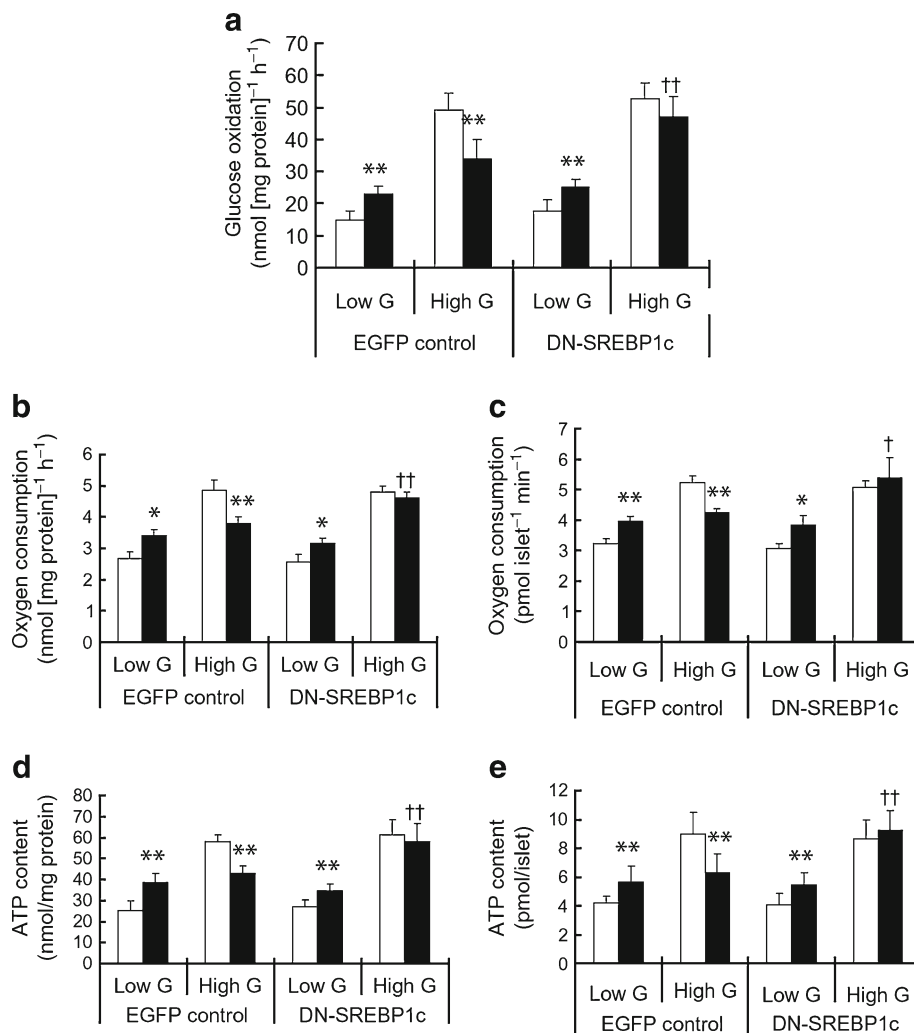 a
Glucose oxidation
(nmol [mg protein]⁻¹ h⁻¹)
70
60
50
40
30
20
10
0
**
**
**
††
Low G High G Low G High G
EGFP control DN-SREBP1c
b
Oxygen consumption
(nmol [mg protein]⁻¹ h⁻¹)
6
5
4
3
2
1
0
*
**
*
††
Low G High G Low G High G
EGFP control DN-SREBP1c
c
Oxygen consumption
(pmol islet⁻¹ min⁻¹)
7
6
5
4
3
2
1
0
**
**
*
†
Low G High G Low G High G
EGFP control DN-SREBP1c
d
ATP content
(nmol/mg protein)
80
70
60
50
40
30
20
10
0
**
**
**
††
Low G High G Low G High G
EGFP control DN-SREBP1c
e
ATP content
(pmol/islet)
12
10
8
6
4
2
0
**
**
**
††
Low G High G Low G High G
EGFP control DN-SREBP1c